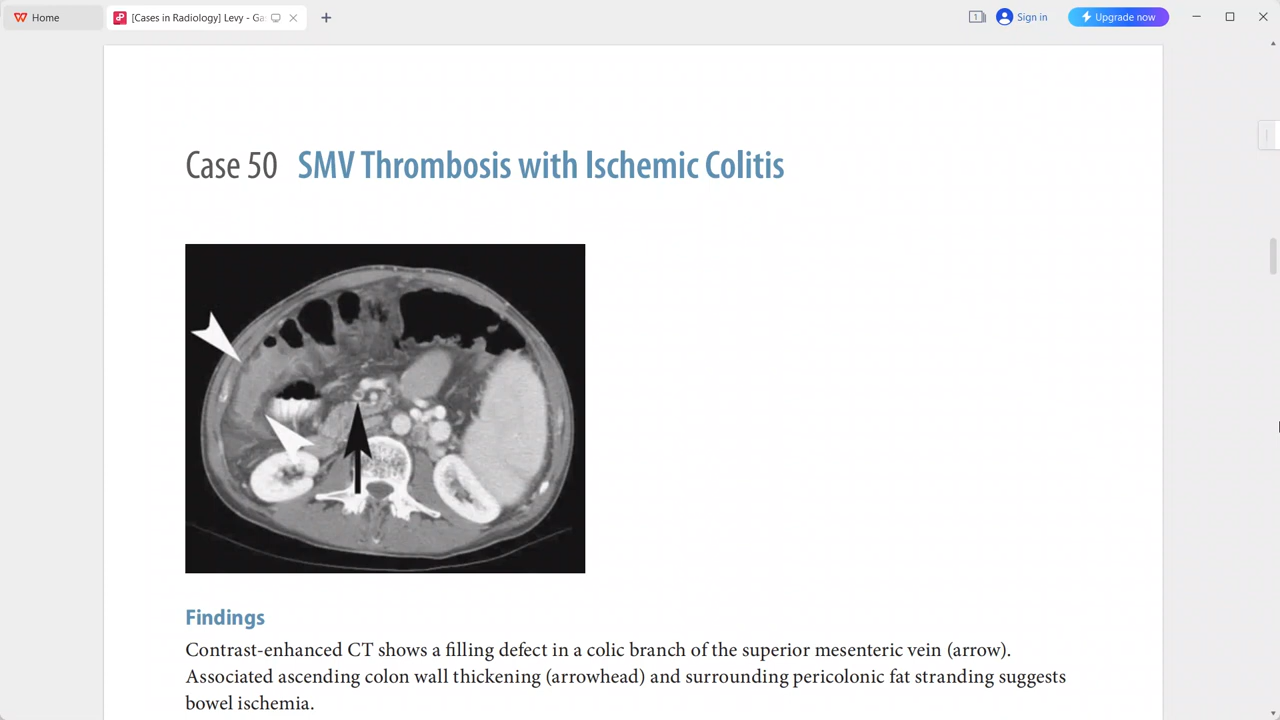 Home
[Cases in Radiology] Levy - Ga
1
Sign in
Upgrade now
Case 50 SMV Thrombosis with Ischemic Colitis
Findings
Contrast-enhanced CT shows a filling defect in a colic branch of the superior mesenteric vein (arrow).
Associated ascending colon wall thickening (arrowhead) and surrounding pericolonic fat stranding suggests
bowel ischemia.